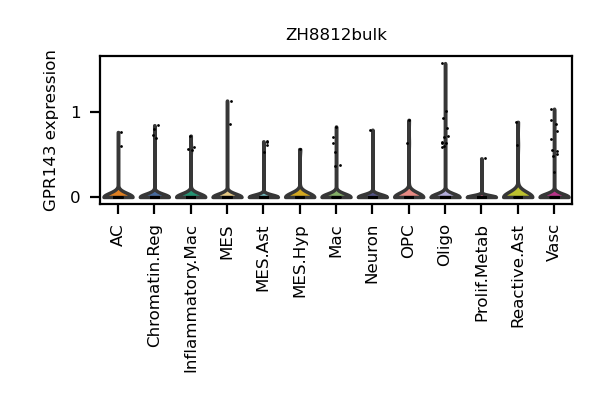 ZH8812bulk
GPR143 expression
1
0
AC
Chromatin.Reg
Inflammatory.Mac
MES
MES.Ast
MES.Hyp
Mac
Neuron
OPC
Oligo
Prolif.Metab
Reactive.Ast
Vasc